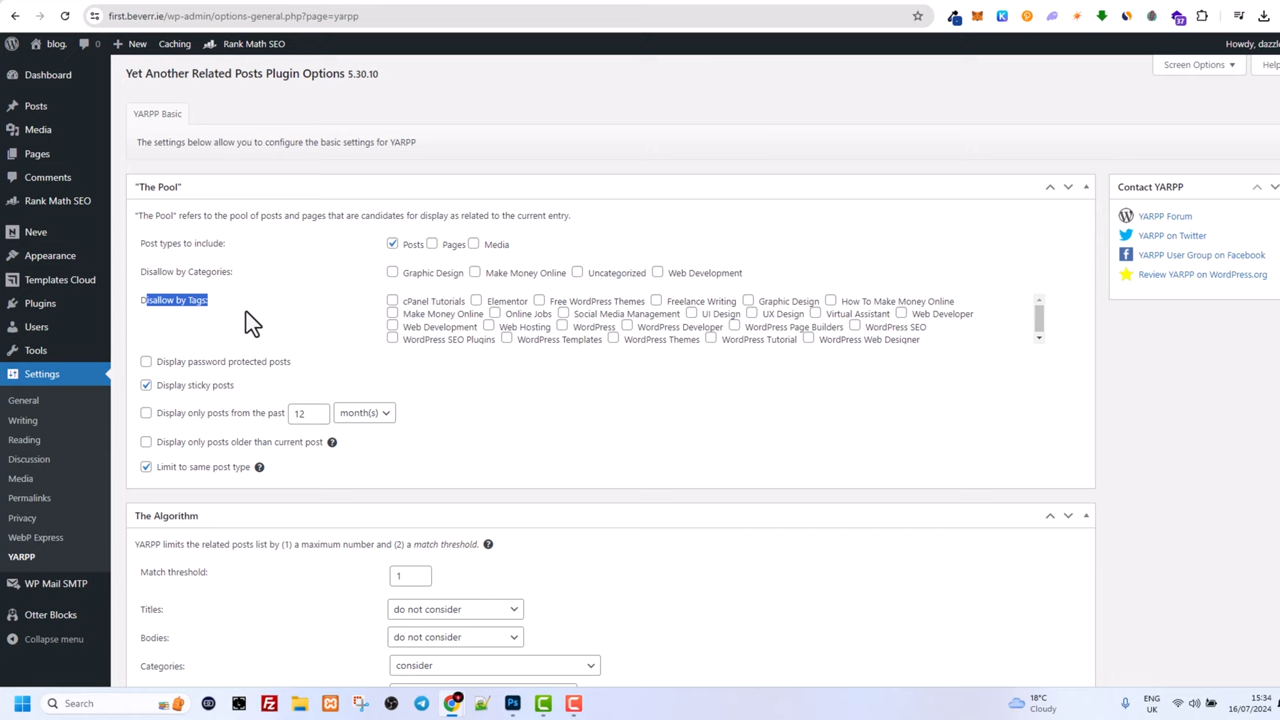 first.beverr.ie/wp-admin/options-general.php?page=yarpp
37
blog. 0 New Caching Rank Math SEO Howdy, dazzle
Dashboard
Posts
Media
Pages
Comments
Rank Math SEO
Neve
Appearance
Templates Cloud
Plugins
Users
Tools
Settings
General
Writing
Reading
Discussion
Media
Permalinks
Privacy
WebP Express
YARPP
WP Mail SMTP
Otter Blocks
Collapse menu
Screen Options Help
Yet Another Related Posts Plugin Options 5.30.10
YARPP Basic
The settings below allow you to configure the basic settings for YARPP
"The Pool"
"The Pool" refers to the pool of posts and pages that are candidates for display as related to the current entry.
Post types to include: Posts Pages Media
Disallow by Categories: Graphic Design Make Money Online Uncategorized Web Development
Disallow by Tags: cPanel Tutorials Elementor Free WordPress Themes Freelance Writing Graphic Design How To Make Money Online
Make Money Online Online Jobs Social Media Management UI Design UX Design Virtual Assistant Web Developer
Web Development Web Hosting WordPress WordPress Developer WordPress Page Builders WordPress SEO
WordPress SEO Plugins WordPress Templates WordPress Themes WordPress Tutorial WordPress Web Designer
Display password protected posts
Display sticky posts
Display only posts from the past 12 month(s)
Display only posts older than current post ?
Limit to same post type ?
The Algorithm
YARPP limits the related posts list by (1) a maximum number and (2) a match threshold. ?
Match threshold: 1
Titles: do not consider
Bodies: do not consider
Categories: consider
Contact YARPP
YARPP Forum
YARPP on Twitter
YARPP User Group on Facebook
Review YARPP on WordPress.org
Search
18°C
Cloudy
ENG
UK
15:34
16/07/2024